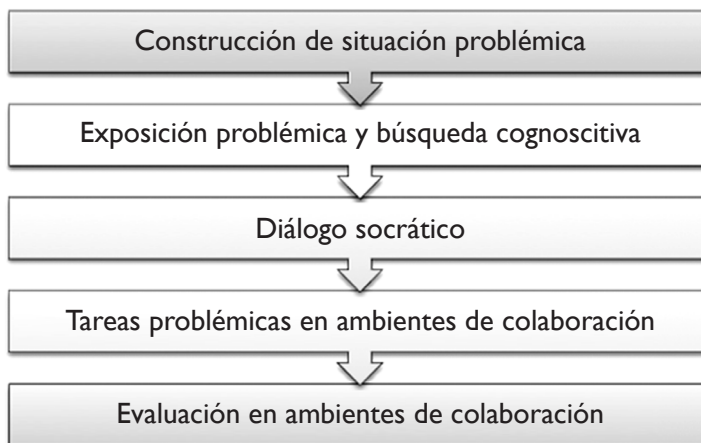 Construcción de situación problémica
Exposición problémica y búsqueda cognoscitiva
Diálogo socrático
Tareas problémicas en ambientes de colaboración
Evaluación en ambientes de colaboración